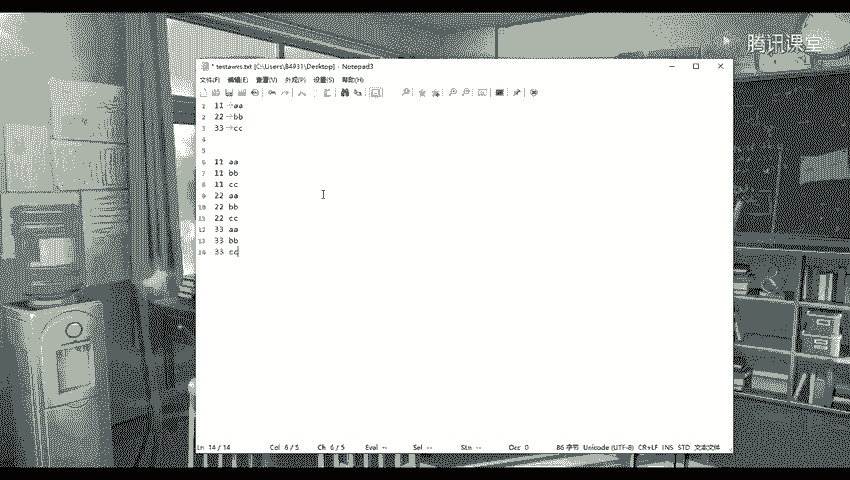 腾讯课堂
* testawvs.txt [C:\Users\84931\Desktop] - Notepad3
文件(F) 编辑(E) 查看(V) 外观(P) 设置(S) 帮助(H)
1 11 →aa
2 22 →bb
3 33 →cc
4
5
6 11 aa
7 11 bb
8 11 cc
9 22 aa
10 22 bb
11 22 cc
12 33 aa
13 33 bb
14 33 cc
Ln 14 / 14 Col 6 / 5 Ch 6 / 5 Eval -- Sel -- Occ 0 86 字节 Unicode (UTF-8) CR+LF INS STD 文本文件